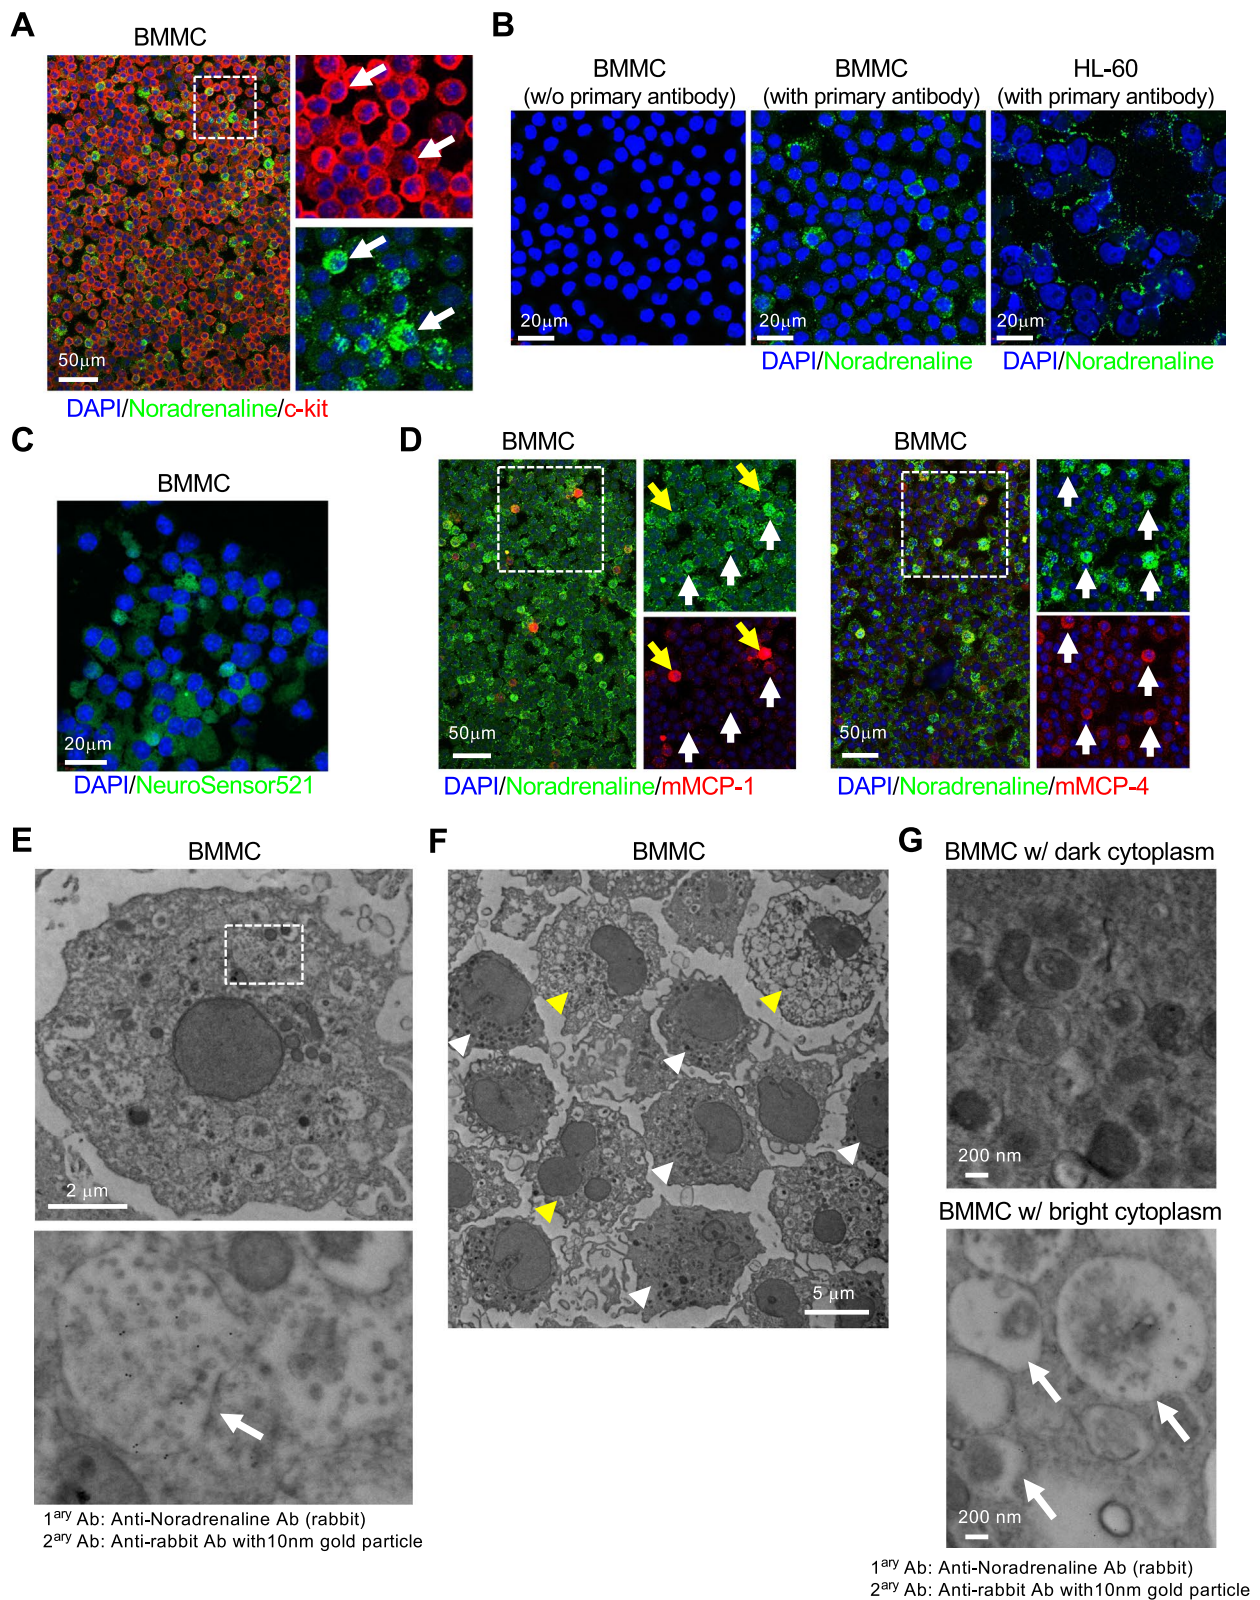 A
BMMC
50μm
DAPI/Noradrenaline/c-kit
B
BMMC
(w/o primary antibody)
BMMC
(with primary antibody)
HL-60
(with primary antibody)
20μm
20μm
20μm
DAPI/Noradrenaline
DAPI/Noradrenaline
C
BMMC
20μm
DAPI/NeuroSensor521
D
BMMC
BMMC
50μm
50μm
DAPI/Noradrenaline/mMCP-1
DAPI/Noradrenaline/mMCP-4
E
BMMC
2 μm
1ary Ab: Anti-Noradrenaline Ab (rabbit)
2ary Ab: Anti-rabbit Ab with10nm gold particle
F
BMMC
5 μm
G
BMMC w/ dark cytoplasm
200 nm
BMMC w/ bright cytoplasm
200 nm
1ary Ab: Anti-Noradrenaline Ab (rabbit)
2ary Ab: Anti-rabbit Ab with10nm gold particle